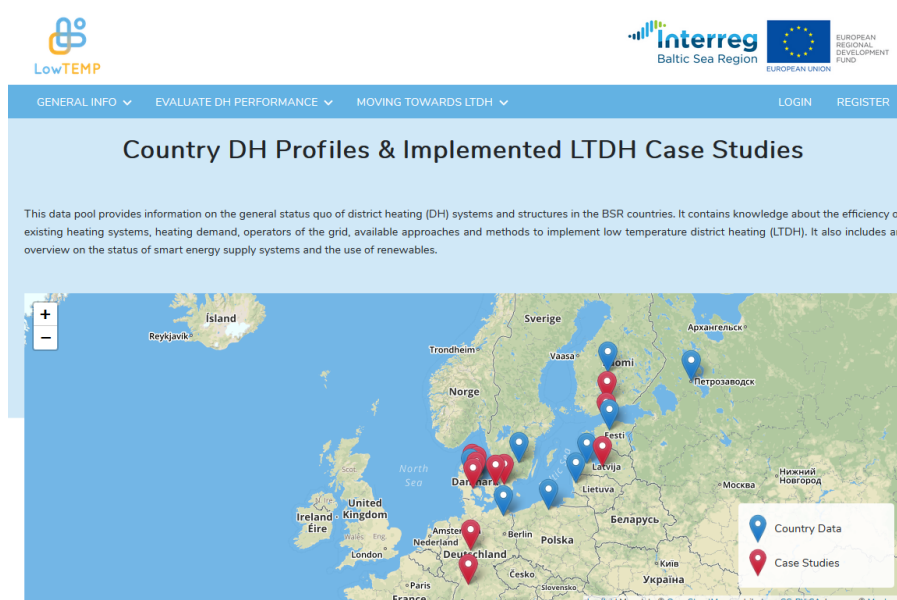 LowTEMP
Interreg
Baltic Sea Region
EUROPEAN UNION
EUROPEAN
REGIONAL
DEVELOPMENT
FUND
GENERAL INFO
EVALUATE DH PERFORMANCE
MOVING TOWARDS LTDH
LOGIN
REGISTER
Country DH Profiles & Implemented LTDH Case Studies
This data pool provides information on the general status quo of district heating (DH) systems and structures in the BSR countries. It contains knowledge about the efficiency o
existing heating systems, heating demand, operators of the grid, available approaches and methods to implement low temperature district heating (LTDH). It also includes a
overview on the status of smart energy supply systems and the use of renewables.
+
−
Ísland
Reykjavík
Sverige
Архангельск
Trondheim
Vaasa
omi
Петрозаводск
Norge
Eesti
Scot.
North
Sea
Latvija
Danmark
Нижний
Новгород
Москва
Lietuva
United
Kingdom
Ireland
Éire
Беларусь
Wales
Eng.
Amster
Nederland
Berlin
Polska
Country Data
London
Deutschland
Київ
Case Studies
Česko
Україна
Paris
Slovensko
France